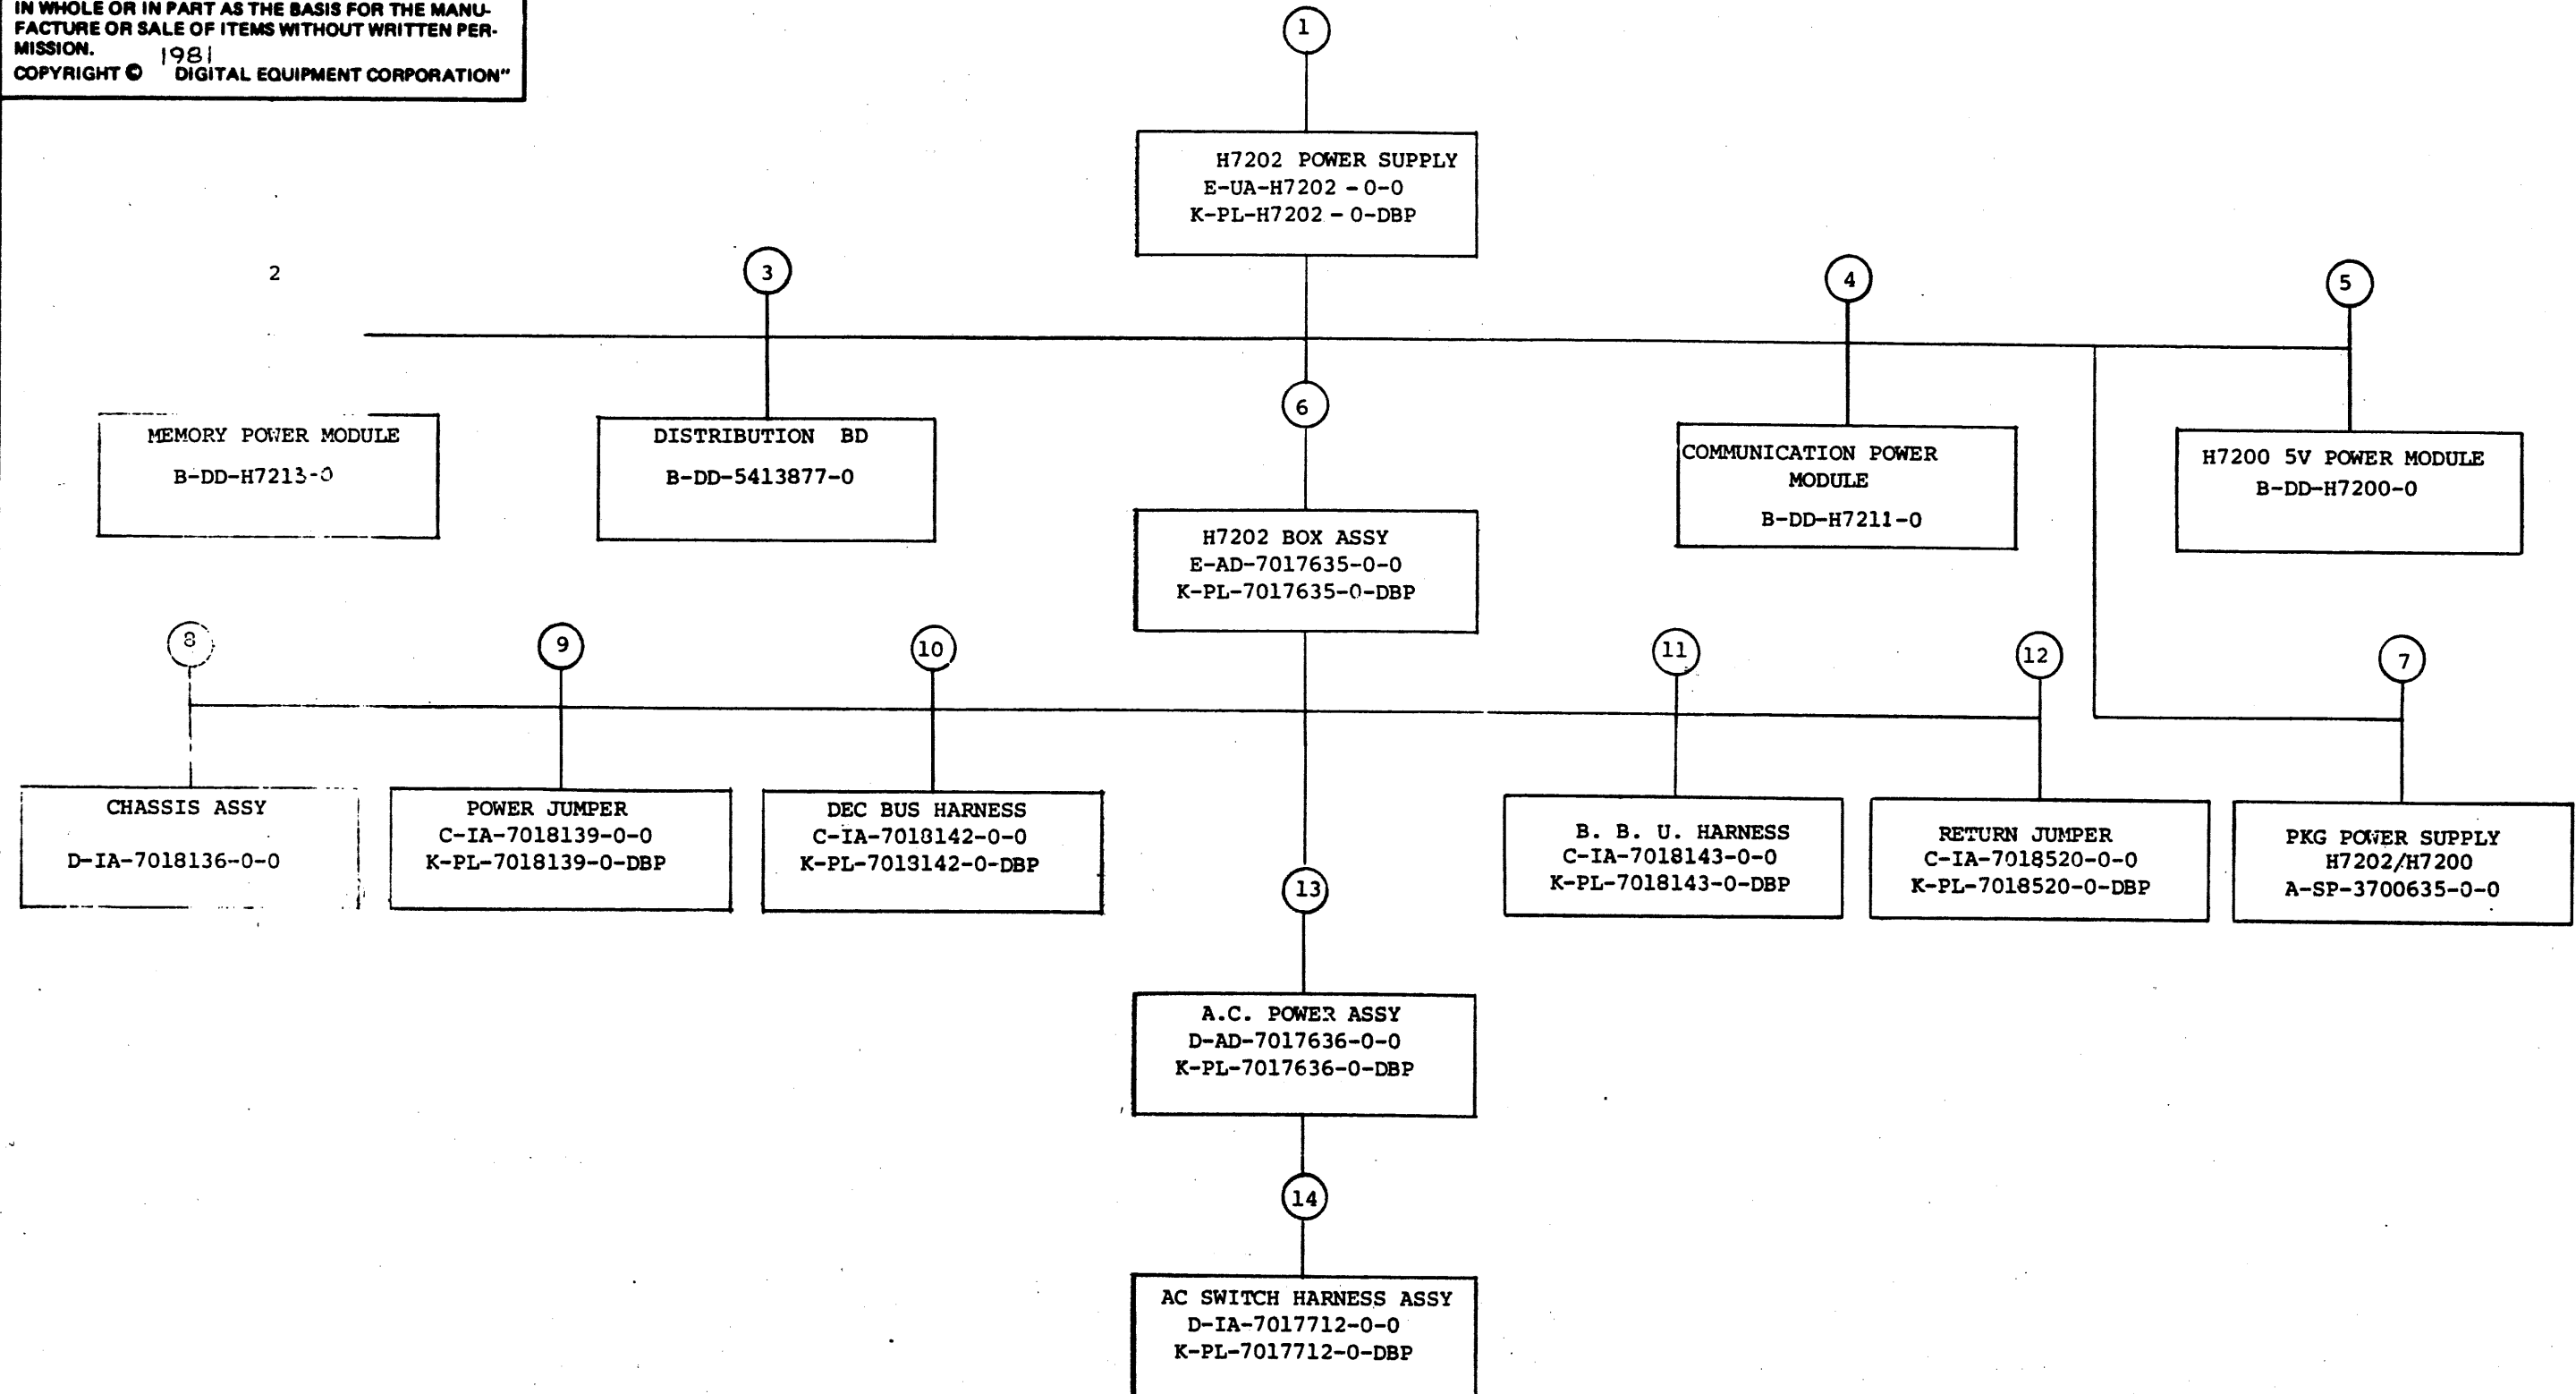 IN WHOLE OR IN PART AS THE BASIS FOR THE MANU-
FACTURE OR SALE OF ITEMS WITHOUT WRITTEN PER-
MISSION. 1981
COPYRIGHT © DIGITAL EQUIPMENT CORPORATION"
1
H7202 POWER SUPPLY
E-UA-H7202-0-0
K-PL-H7202-0-DBP
2
3
4
5
MEMORY POWER MODULE
B-DD-H7213-0
DISTRIBUTION BD
B-DD-5413877-0
6
COMMUNICATION POWER
MODULE
B-DD-H7211-0
H7200 5V POWER MODULE
B-DD-H7200-0
H7202 BOX ASSY
E-AD-7017635-0-0
K-PL-7017635-0-DBP
8
9
10
11
12
7
CHASSIS ASSY
D-IA-7018136-0-0
POWER JUMPER
C-IA-7018139-0-0
K-PL-7018139-0-DBP
DEC BUS HARNESS
C-IA-7018142-0-0
K-PL-7018142-0-DBP
B. B. U. HARNESS
C-IA-7018143-0-0
K-PL-7018143-0-DBP
RETURN JUMPER
C-IA-7018520-0-0
K-PL-7018520-0-DBP
PKG POWER SUPPLY
H7202/H7200
A-SP-3700635-0-0
13
A.C. POWER ASSY
D-AD-7017636-0-0
K-PL-7017636-0-DBP
14
AC SWITCH HARNESS ASSY
D-IA-7017712-0-0
K-PL-7017712-0-DBP